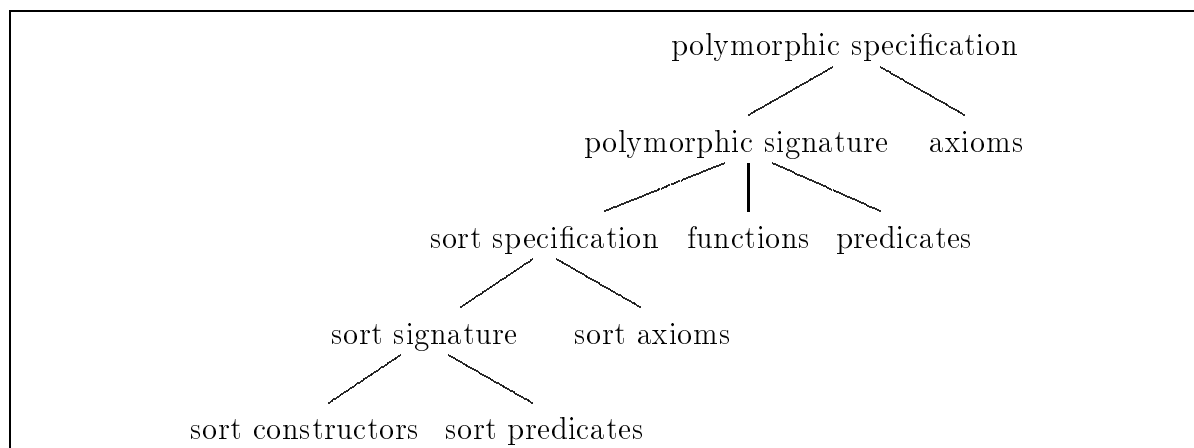 polymorphic specification
polymorphic signature axioms
sort specification functions predicates
sort signature sort axioms
sort constructors sort predicates